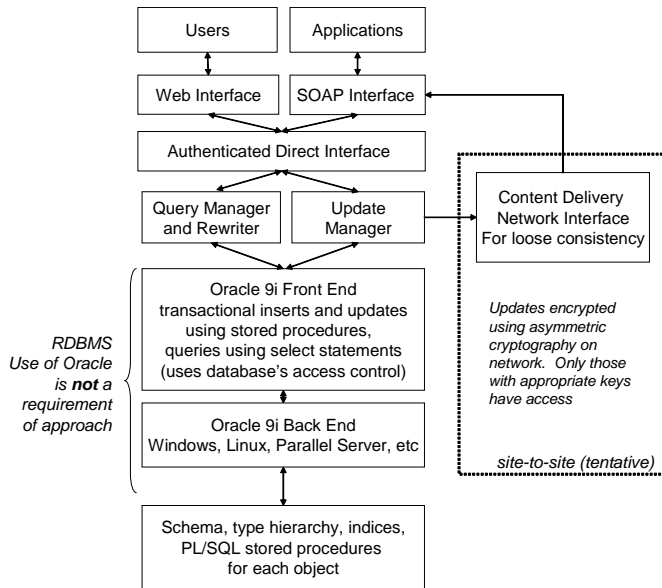 Users
Applications
Web Interface
SOAP Interface
Authenticated Direct Interface
Query Manager
and Rewriter
Update
Manager
Content Delivery
Network Interface
For loose consistency
Oracle 9i Front End
transactional inserts and updates
using stored procedures,
queries using select statements
(uses database's access control)
Updates encrypted
using asymmetric
cryptography on
network. Only those
with appropriate keys
have access
RDBMS
Use of Oracle
is not a
requirement
of approach
Oracle 9i Back End
Windows, Linux, Parallel Server, etc
site-to-site (tentative)
Schema, type hierarchy, indices,
PL/SQL stored procedures
for each object